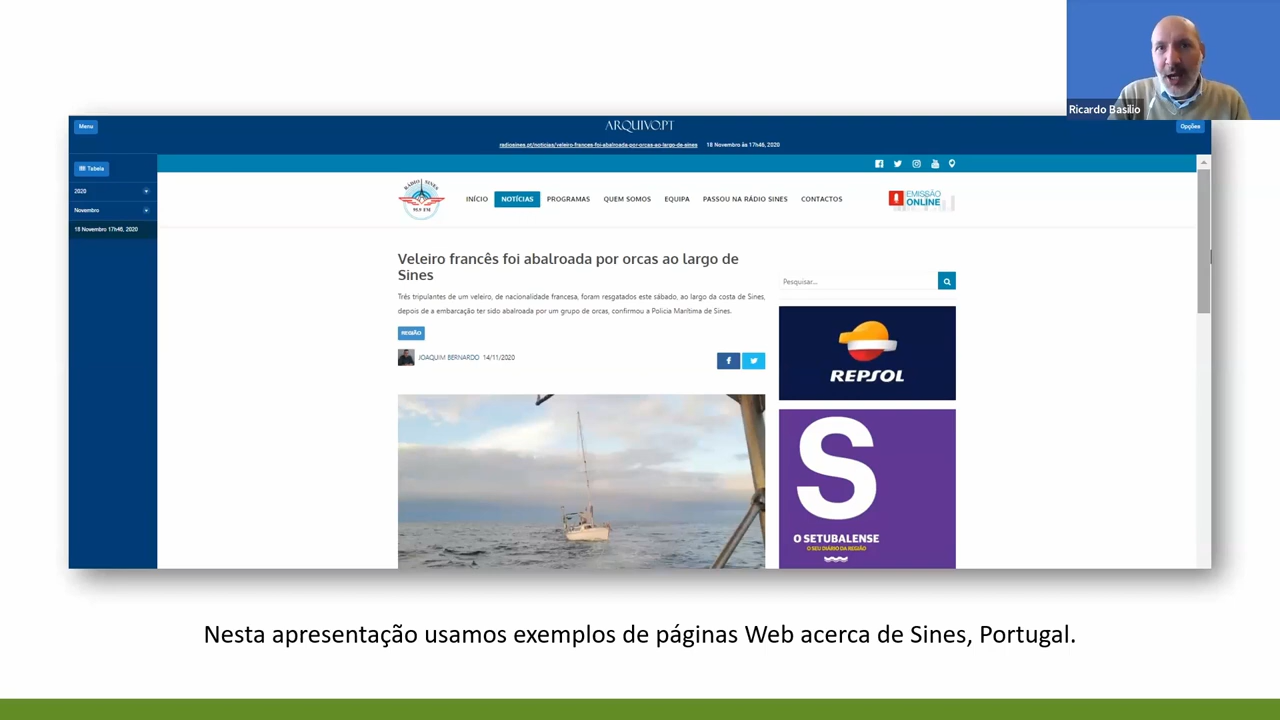 Ricardo Basílio
Menu
ARQUIVO.PT
Opções
radiosines.pt/noticias/veleiro-frances-foi-abalroada-por-orcas-ao-largo-de-sines 18 Novembro às 17h46, 2020
Tabela
2020
Novembro
18 Novembro 17h46, 2020
RÁDIO SINES
INÍCIO NOTÍCIAS PROGRAMAS QUEM SOMOS EQUIPA PASSOU NA RÁDIO SINES CONTACTOS
EMISSÃO
ONLINE
Veleiro francês foi abalroada por orcas ao largo de
Sines
Três tripulantes de um veleiro, de nacionalidade francesa, foram resgatados este sábado, ao largo da costa de Sines,
depois de a embarcação ter sido abalroada por um grupo de orcas, confirmou a Polícia Marítima de Sines.
REGIÃO
JOAQUIM BERNARDO 14/11/2020
Pesquisar...
REPSOL
S
O SETUBALENSE
O SEU DIÁRIO DA REGIÃO
Nesta apresentação usamos exemplos de páginas Web acerca de Sines, Portugal.